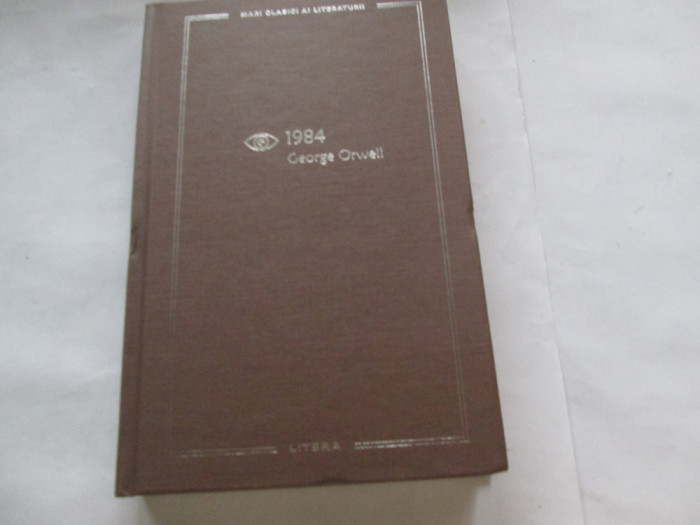 MARI CLASICI AI LITERATURII
1984
George Orwell
LITERA